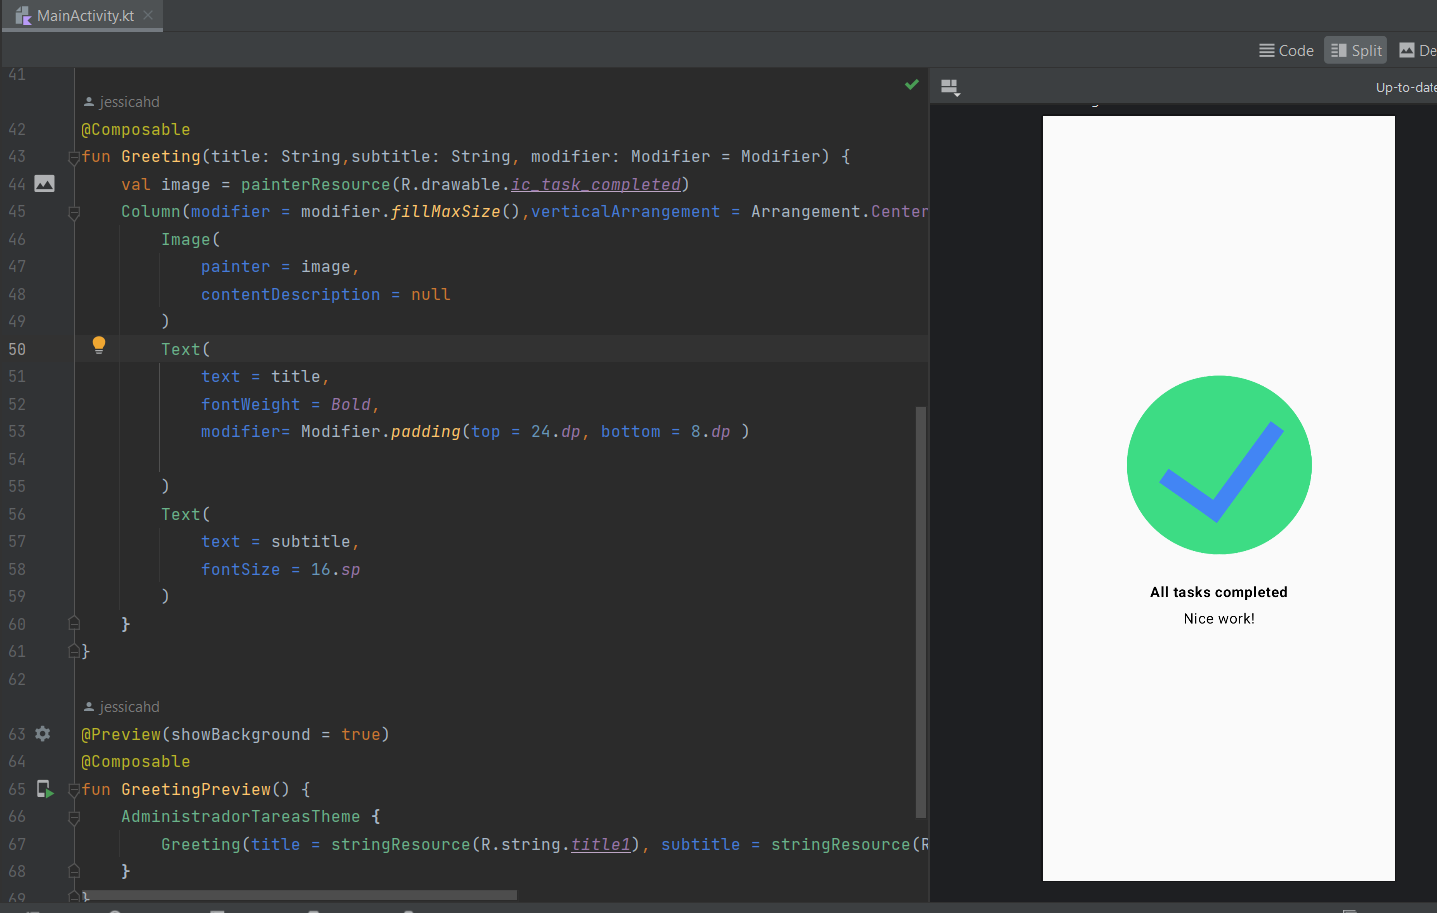 MainActivity.kt
Code Split De
Up-to-date
41
jessicahd
42 @Composable
43 fun Greeting(title: String,subtitle: String, modifier: Modifier = Modifier) {
44 val image = painterResource(R.drawable.ic_task_completed)
45 Column(modifier = modifier.fillMaxSize(),verticalArrangement = Arrangement.Center
46 Image(
47 painter = image,
48 contentDescription = null
49 )
50 Text(
51 text = title,
52 fontWeight = Bold,
53 modifier= Modifier.padding(top = 24.dp, bottom = 8.dp )
54
55 )
56 Text(
57 text = subtitle,
58 fontSize = 16.sp
59 )
60 }
61 }
62
jessicahd
63 @Preview(showBackground = true)
64 @Composable
65 fun GreetingPreview() {
66 AdministradorTareasTheme {
67 Greeting(title = stringResource(R.string.title1), subtitle = stringResource(R
68 }
69 }
All tasks completed
Nice work!